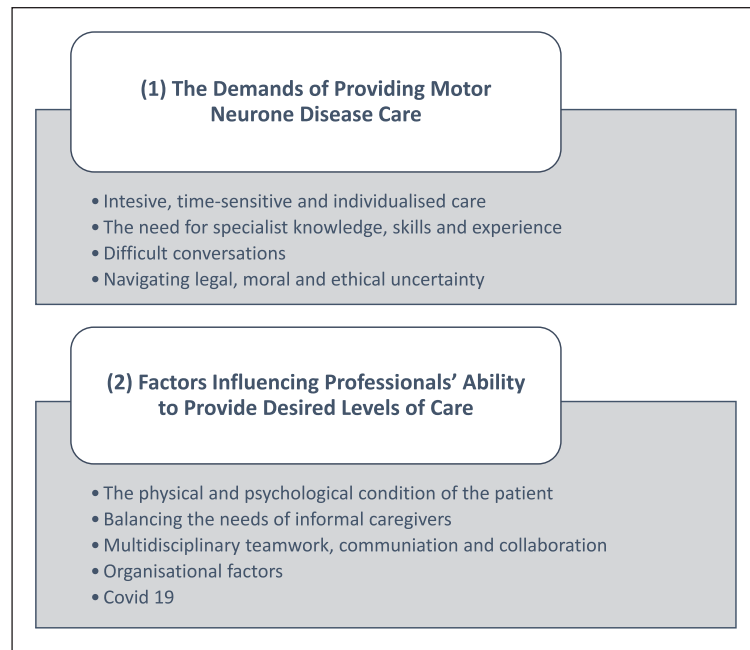 (1) The Demands of Providing Motor
Neurone Disease Care
• Intesive, time-sensitive and individualised care
• The need for specialist knowledge, skills and experience
• Difficult conversations
• Navigating legal, moral and ethical uncertainty
(2) Factors Influencing Professionals’ Ability
to Provide Desired Levels of Care
• The physical and psychological condition of the patient
• Balancing the needs of informal caregivers
• Multidisciplinary teamwork, communiation and collaboration
• Organisational factors
• Covid 19